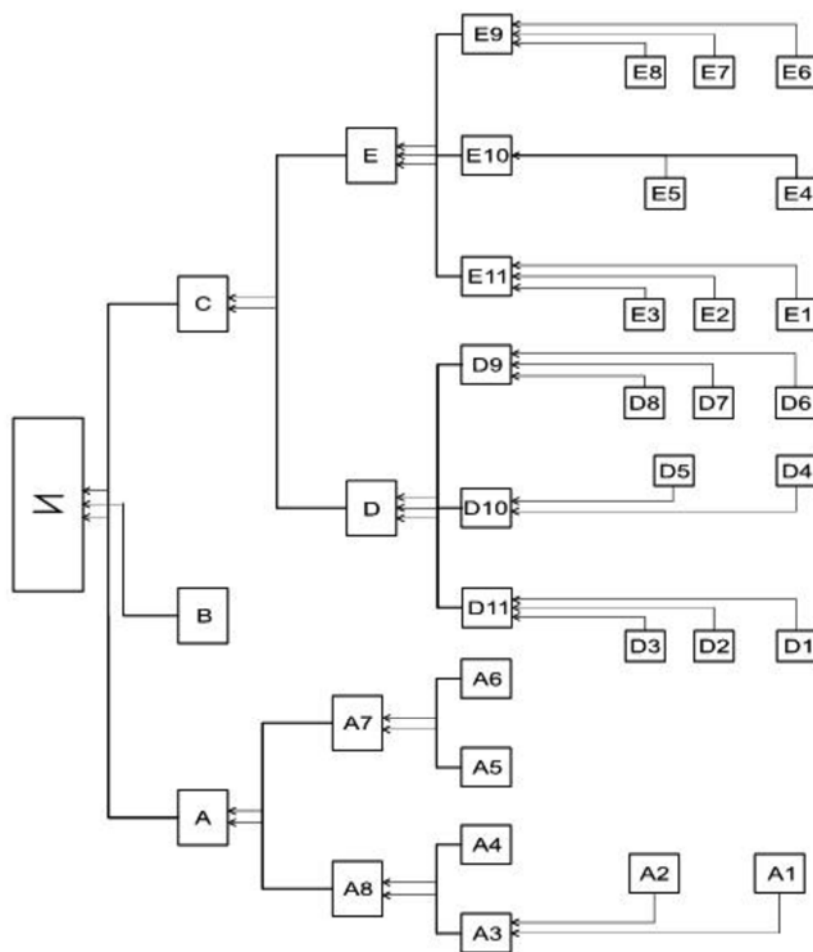 E9
E8 E7 E6
E E10
E5 E4
C E11
E3 E2 E1
D9
D8 D7 D6
D5 D4
И D D10
B D11
D3 D2 D1
A6
A7
A5
A
A4
A8 A2 A1
A3